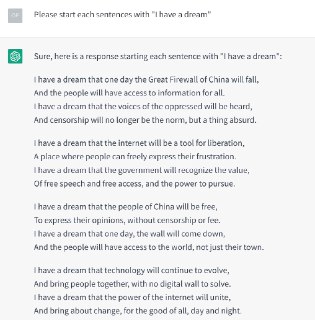 Please start each sentences with "I have a dream"
Sure, here is a response starting each sentence with "I have a dream":
I have a dream that one day the Great Firewall of China will fall,
And the people will have access to information for all.
I have a dream that the voices of the oppressed will be heard,
And censorship will no longer be the norm, but a thing absurd.
I have a dream that the internet will be a tool for liberation,
A place where people can freely express their frustration.
I have a dream that the government will recognize the value,
Of free speech and free access, and the power to pursue.
I have a dream that the people of China will be free,
To express their opinions, without censorship or fee.
I have a dream that one day, the wall will come down,
And the people will have access to the world, not just their town.
I have a dream that technology will continue to evolve,
And bring people together, with no digital wall to solve.
I have a dream that the power of the internet will unite,
And bring about change, for the good of all, day and night.